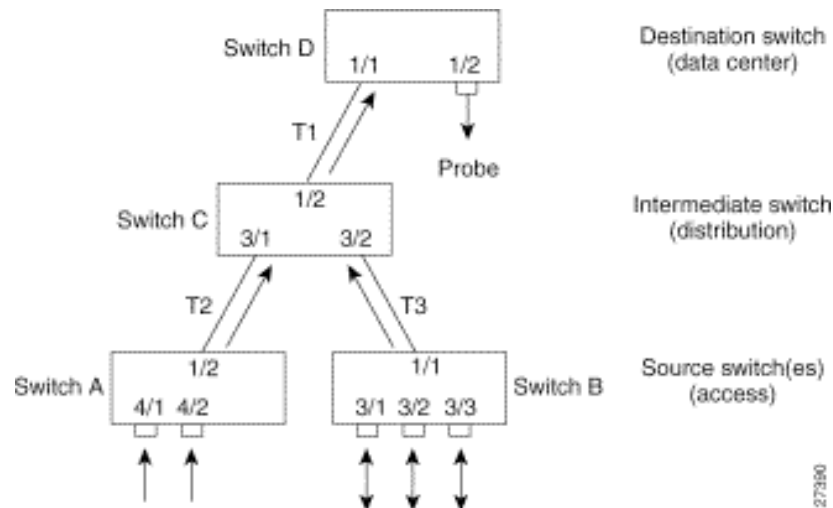 Switch D
1/1
1/2
Destination switch
(data center)
T1
Probe
Switch C
1/2
3/1
3/2
Intermediate switch
(distribution)
T2
T3
Switch A
1/2
4/1
4/2
1/1
3/1
3/2
3/3
Switch B
Source switch(es)
(access)
27390